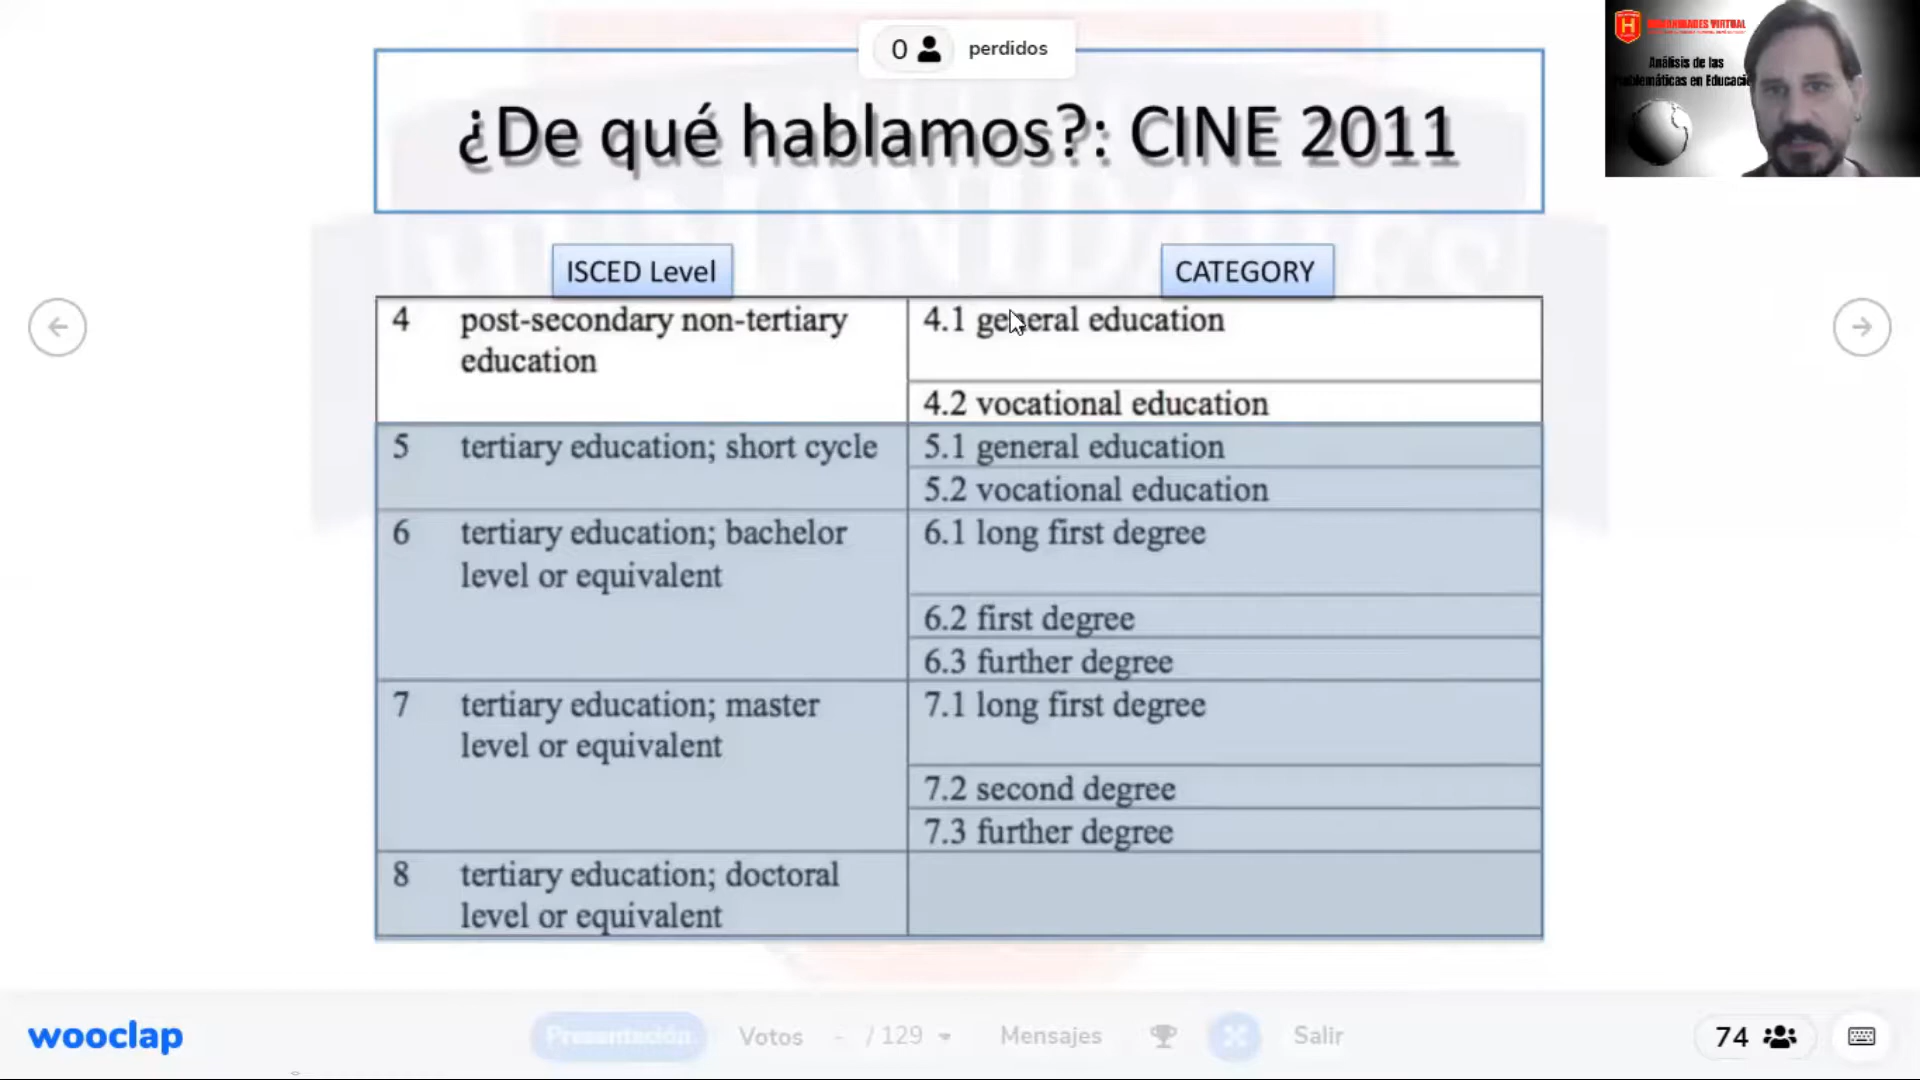 0 perdidos
¿De qué hablamos?: CINE 2011
VIRTUAL
Análisis de las
en
ISCED Level
CATEGORY
4 post-secondary non-tertiary
education
4.1 general education
4.2 vocational education
5 tertiary education; short cycle
5.1 general education
5.2 vocational education
6 tertiary education; bachelor
level or equivalent
6.1 long first degree
6.2 first degree
6.3 further degree
7 tertiary education; master
level or equivalent
7.1 long first degree
7.2 second degree
7.3 further degree
8 tertiary education; doctoral
level or equivalent
wooclap
Presentación
Votos - / 129
Mensajes
Salir
74